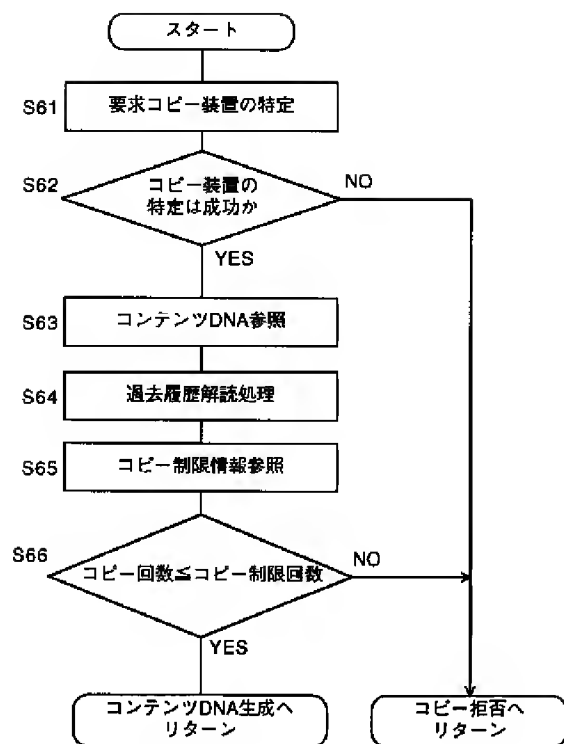 スタート
S61
要求コピー装置の特定
S62
コピー装置の
特定は成功か
NO
YES
S63
コンテンツDNA参照
S64
過去履歴解読処理
S65
コピー制限情報参照
S66
コピー回数≦コピー制限回数
NO
YES
コンテンツDNA生成へ
リターン
コピー拒否へ
リターン